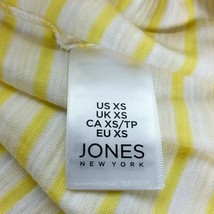 US XS
UK XS
CA XS/TP
EU XS
JONES
NEW YORK